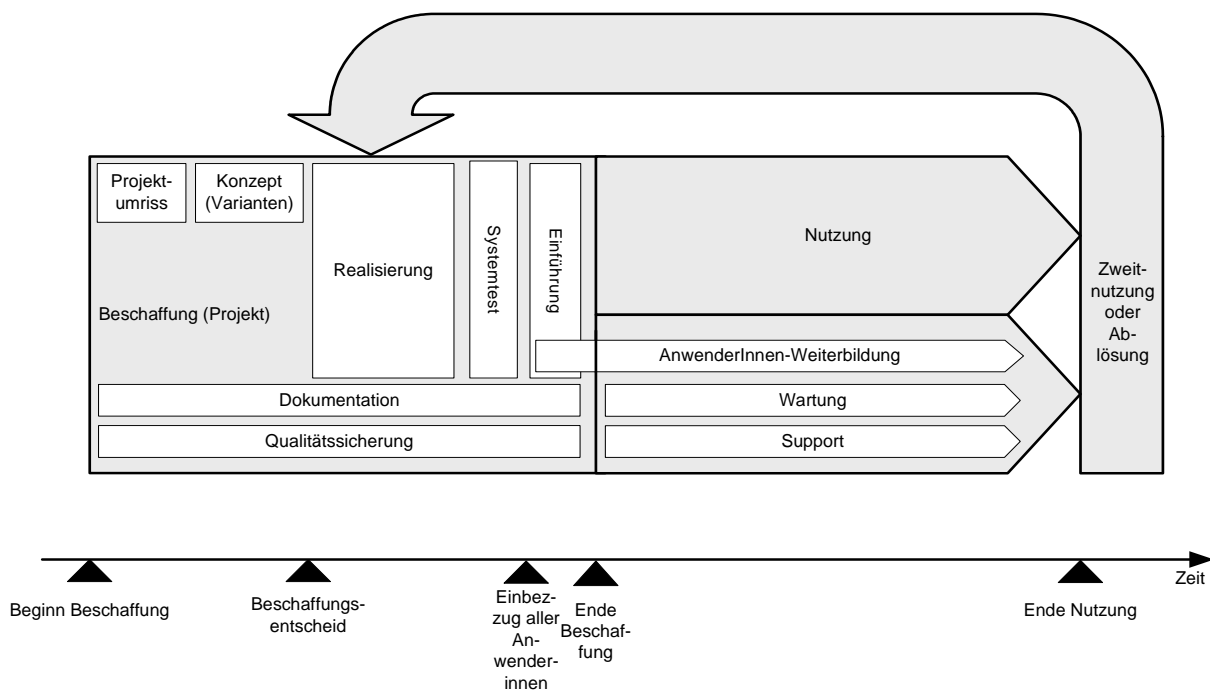 Projekt-
umriss
Konzept
(Varianten)
Realisierung
Systemtest
Einführung
Nutzung
Zweit-
nutzung
oder
Ab-
lösung
Beschaffung (Projekt)
AnwenderInnen-Weiterbildung
Dokumentation
Wartung
Qualitätssicherung
Support
Zeit
Beginn Beschaffung
Beschaffungs-
entscheid
Einbez-
zug aller
An-
wender-
innen
Ende
Beschaf-
fung
Ende Nutzung